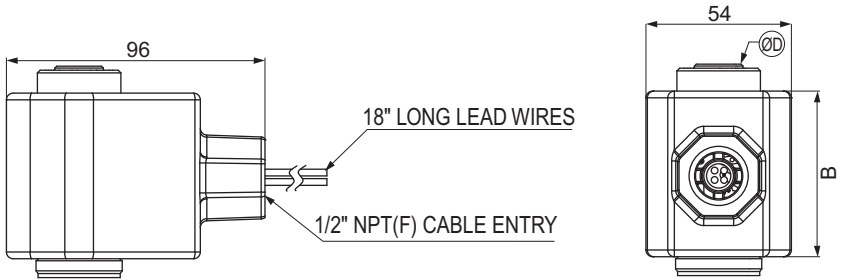 96
54
ØD
18" LONG LEAD WIRES
B
1/2" NPT(F) CABLE ENTRY